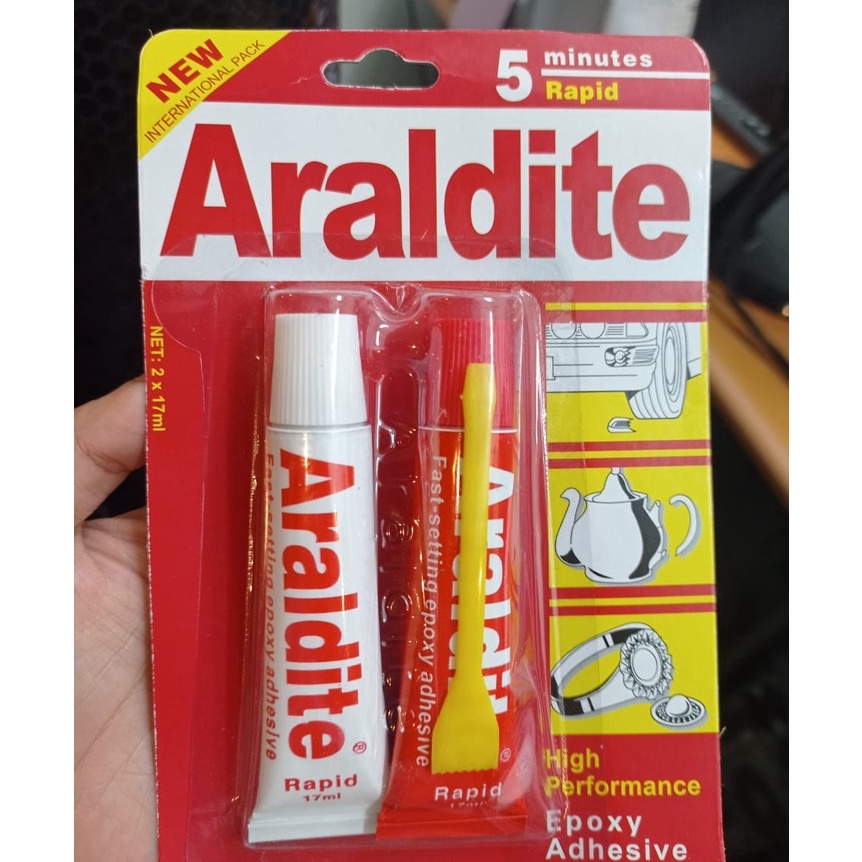 NEW
INTERNATIONAL PACK
5 minutes
Rapid
Araldite
NET: 2 x 17ml
Araldite®
Fast-setting epoxy adhesive
Rapid
17ml
Fast-setting epoxy adhesive
Rapid
17ml
High
Performance
Epoxy
Adhesive